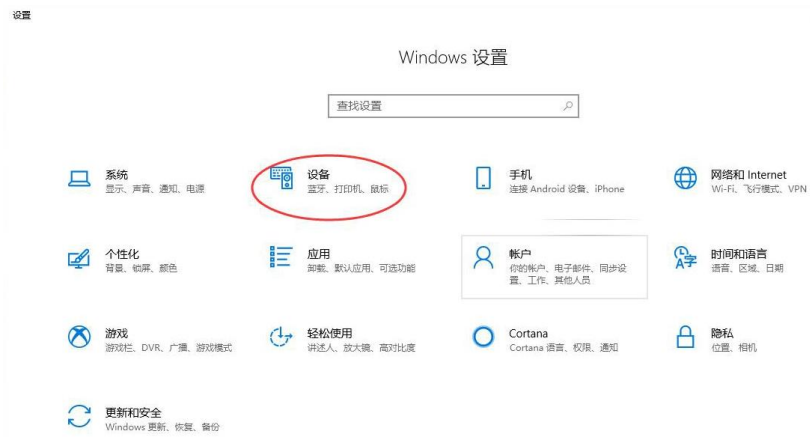 设置
Windows 设置
查找设置
系统
显示、声音、通知、电源
设备
蓝牙、打印机、鼠标
手机
连接 Android 设备、iPhone
网络和 Internet
Wi-Fi、飞行模式、VPN
个性化
背景、锁屏、颜色
应用
卸载、默认应用、可选功能
帐户
你的帐户、电子邮件、同步设
置、工作、其他人员
时间和语言
语音、区域、日期
游戏
游戏栏、DVR、广播、游戏模式
轻松使用
讲述人、放大镜、高对比度
Cortana
Cortana 语言、权限、通知
隐私
位置、相机
更新和安全
Windows 更新、恢复、备份